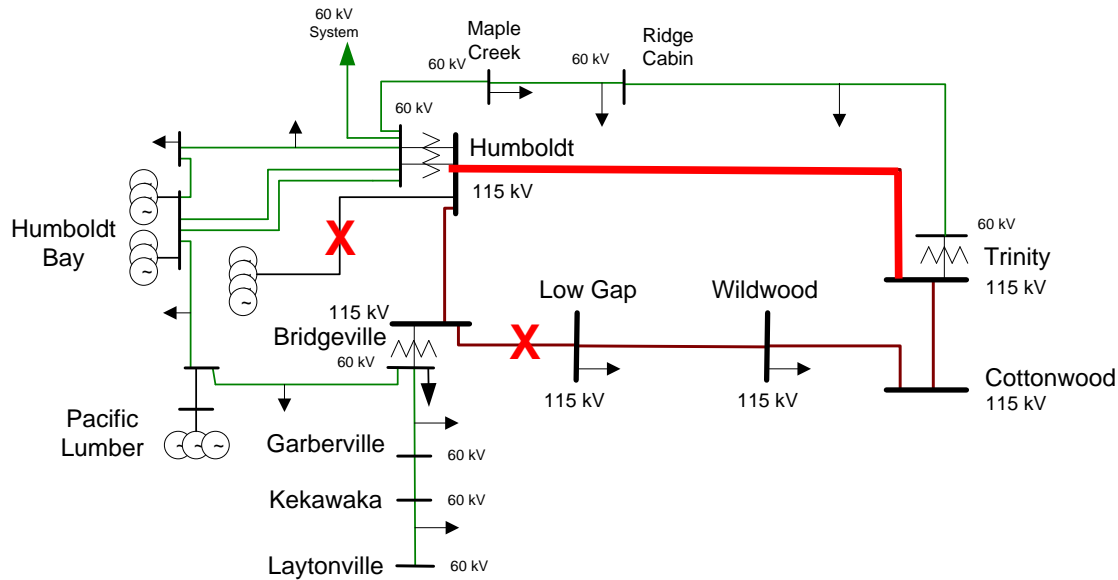 60 kV
System
Maple
Creek
Ridge
Cabin
60 kV
60 kV
60 kV
Humboldt
115 kV
60 kV
Trinity
115 kV
Humboldt
Bay
~
~
~
~
~
~
~
~
~
X
115 kV
Bridgeville
60 kV
X
Low Gap
115 kV
Wildwood
115 kV
Cottonwood
115 kV
Pacific
Lumber
~ ~ ~
Garberville
60 kV
Kekawaka
60 kV
Laytonville
60 kV